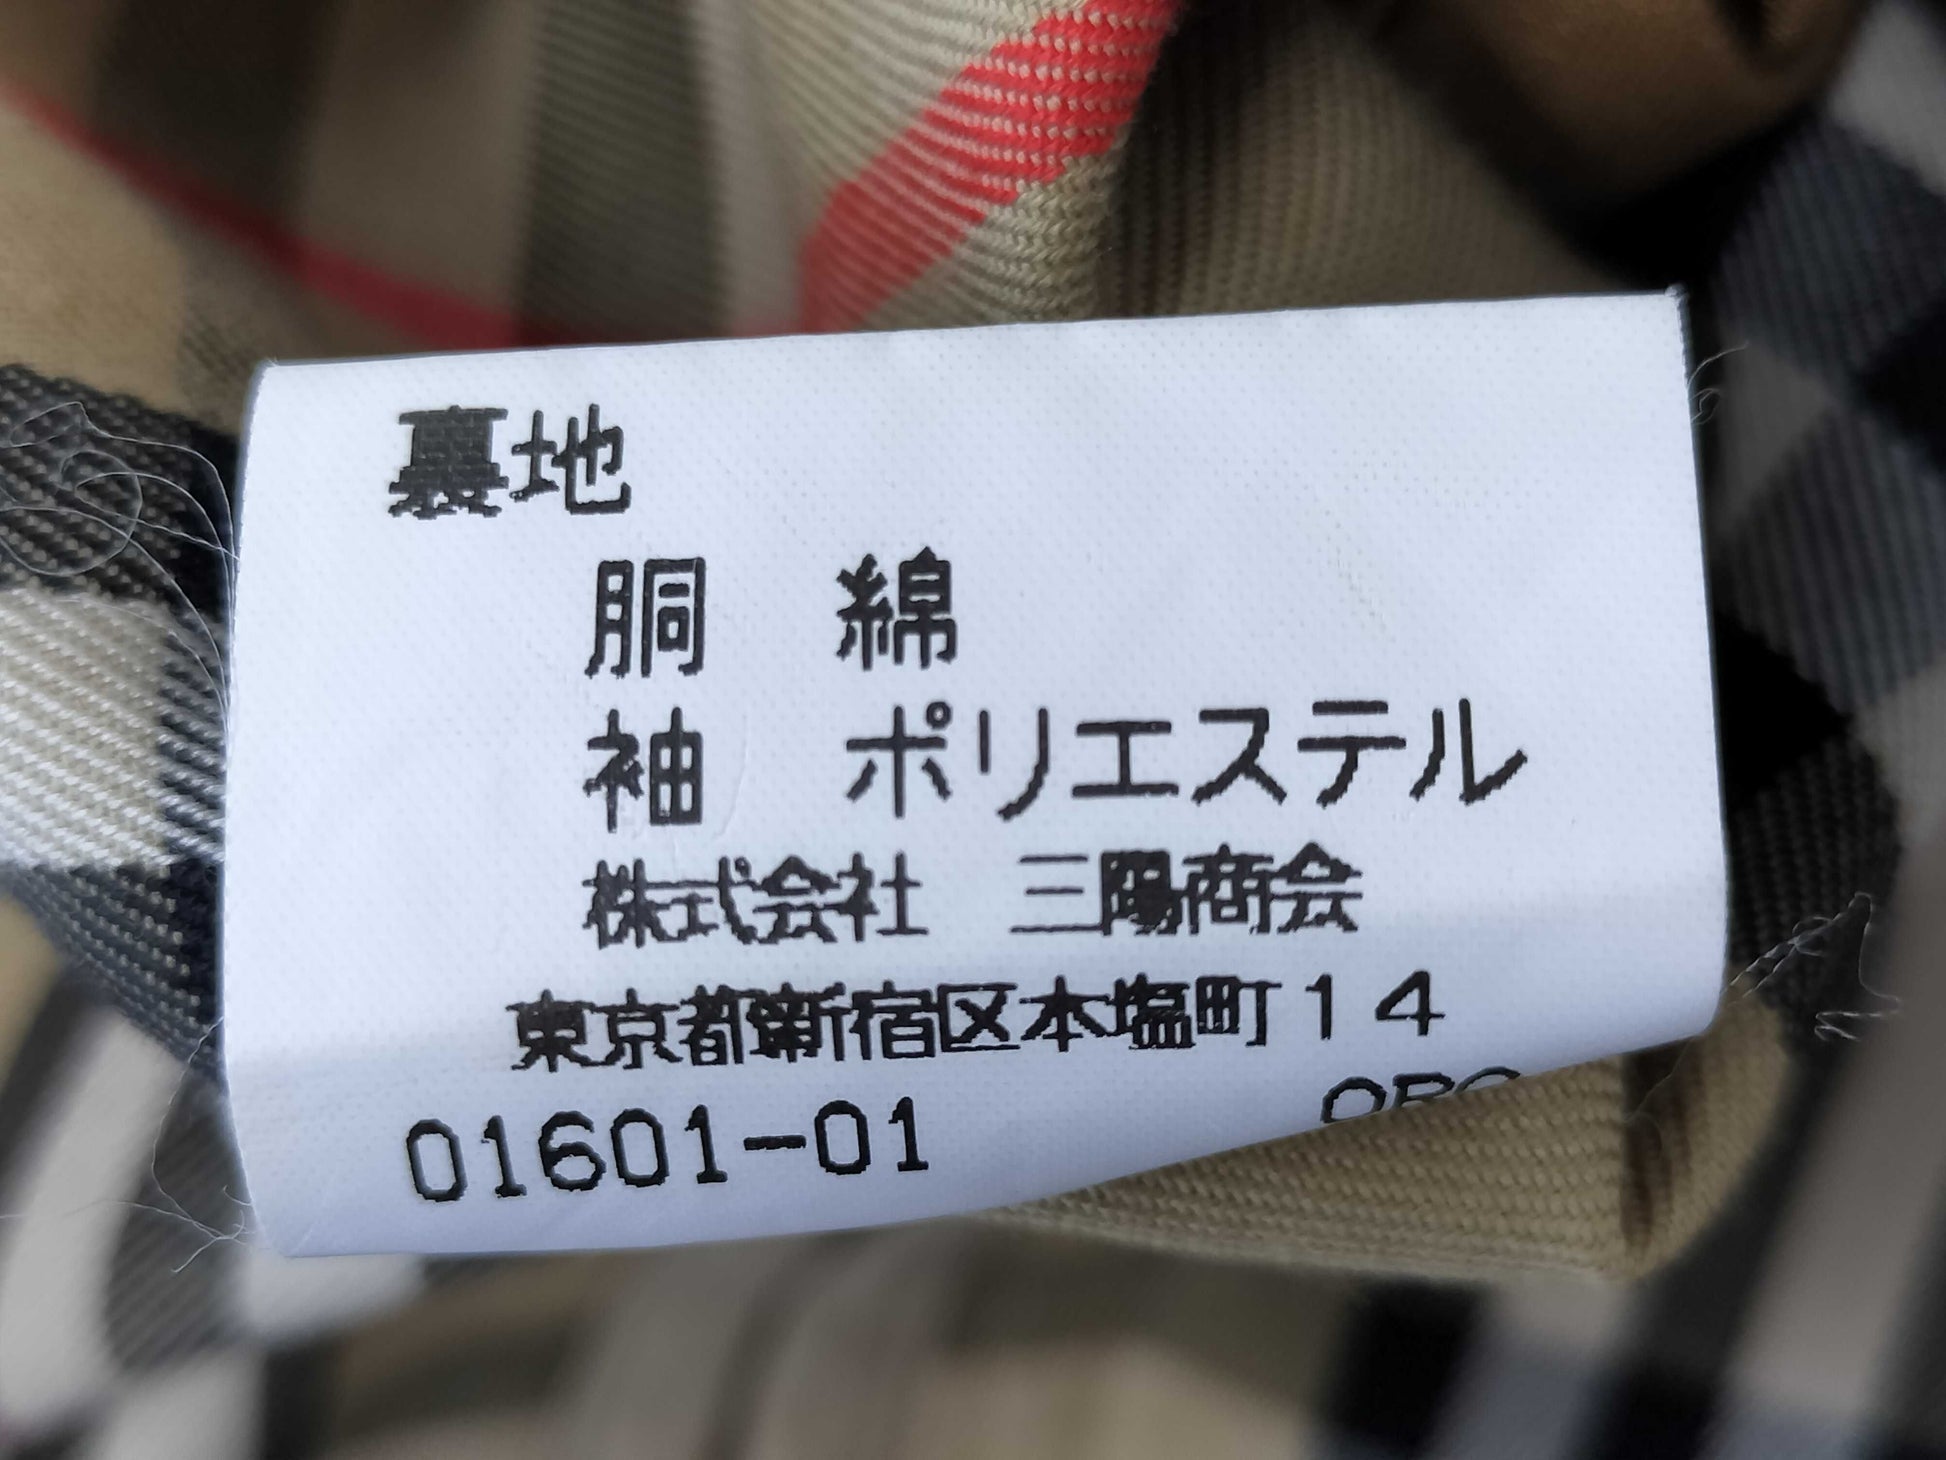 裏地
胴　綿
袖　ポリエステル
株式会社　三陽商会
東京都新宿区本塩町14
01601-01